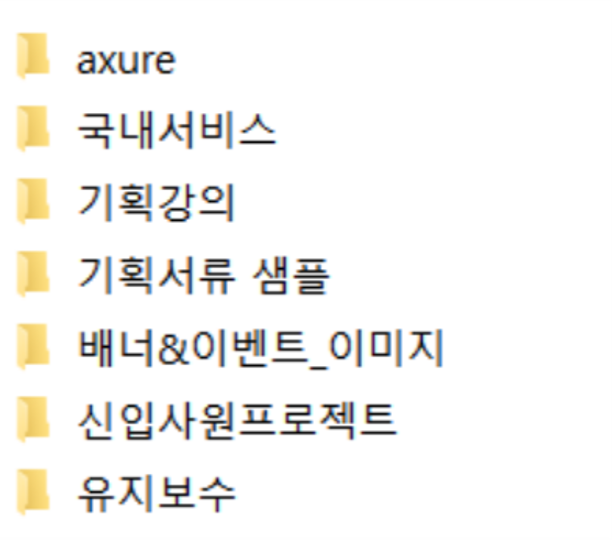 axure
국내서비스
기획강의
기획서류 샘플
배너&이벤트_이미지
신입사원프로젝트
유지보수